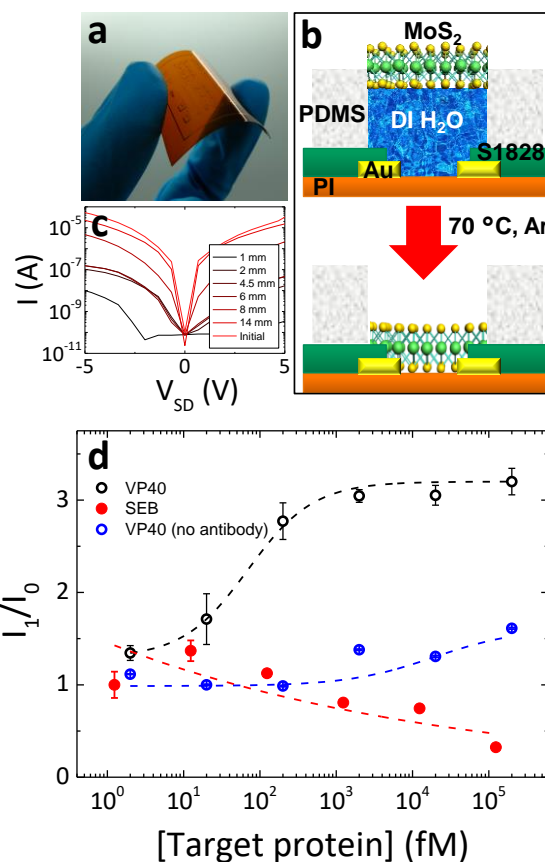 a
b
MoS₂
PDMS
DI H₂O
S1828
Au
PI
70 °C, Ar
c
10⁻⁵
10⁻⁷
10⁻⁹
10⁻¹¹
I (A)
1 mm
2 mm
4.5 mm
6 mm
8 mm
14 mm
Initial
-5 0 5
V_SD (V)
d
VP40
SEB
VP40 (no antibody)
3
2
1
0
I₁/I₀
10⁰ 10¹ 10² 10³ 10⁴ 10⁵
[Target protein] (fM)